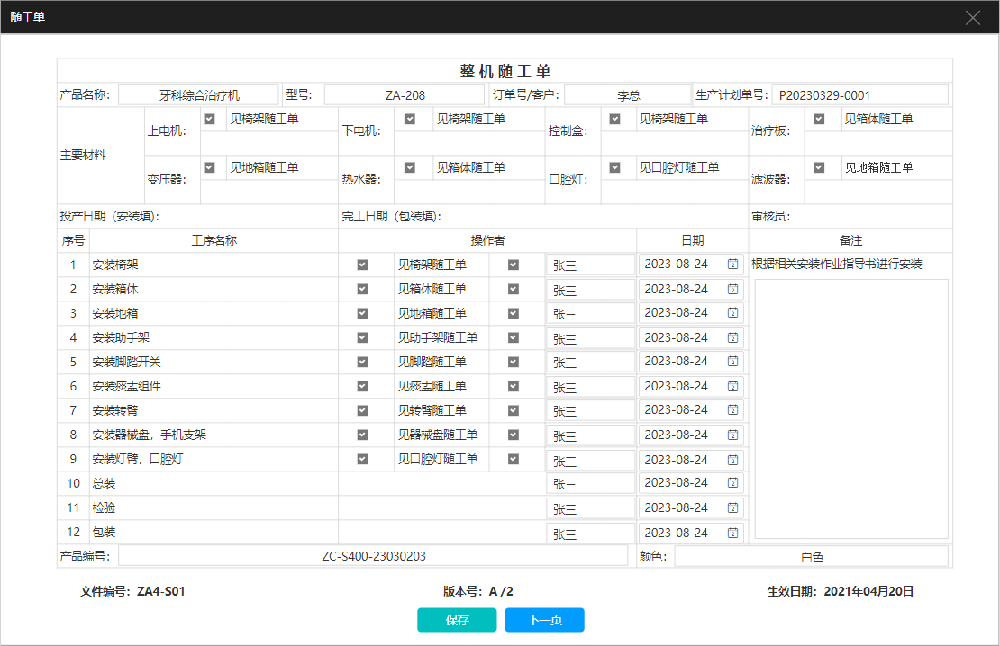 随工单
整机随工单
产品名称： 牙科综合治疗机 型号： ZA-208 订单号/客户： 李总 生产计划单号： P20230329-0001
主要材料 上电机： 见椅架随工单 下电机： 见椅架随工单 控制盒： 见椅架随工单 治疗板： 见箱体随工单
变压器： 见地箱随工单 热水器： 见箱体随工单 口腔灯： 见口腔灯随工单 滤波器： 见地箱随工单
投产日期（安装填)： 完工日期（包装填)： 审核员：
序号 工序名称 操作者 日期 备注
1 安装椅架 见椅架随工单 张三 2023-08-24 根据相关安装作业指导书进行安装
2 安装箱体 见箱体随工单 张三 2023-08-24
3 安装地箱 见地箱随工单 张三 2023-08-24
4 安装助手架 见助手架随工单 张三 2023-08-24
5 安装脚踏开关 见脚踏随工单 张三 2023-08-24
6 安装痰盂组件 见痰盂随工单 张三 2023-08-24
7 安装转臂 见转臂随工单 张三 2023-08-24
8 安装器械盘，手机支架 见器械盘随工单 张三 2023-08-24
9 安装灯臂，口腔灯 见口腔灯随工单 张三 2023-08-24
10 总装 张三 2023-08-24
11 检验 张三 2023-08-24
12 包装 张三 2023-08-24
产品编号： ZC-S400-23030203 颜色： 白色
文件编号：ZA4-S01 版本号：A /2 生效日期：2021年04月20日
保存 下一页